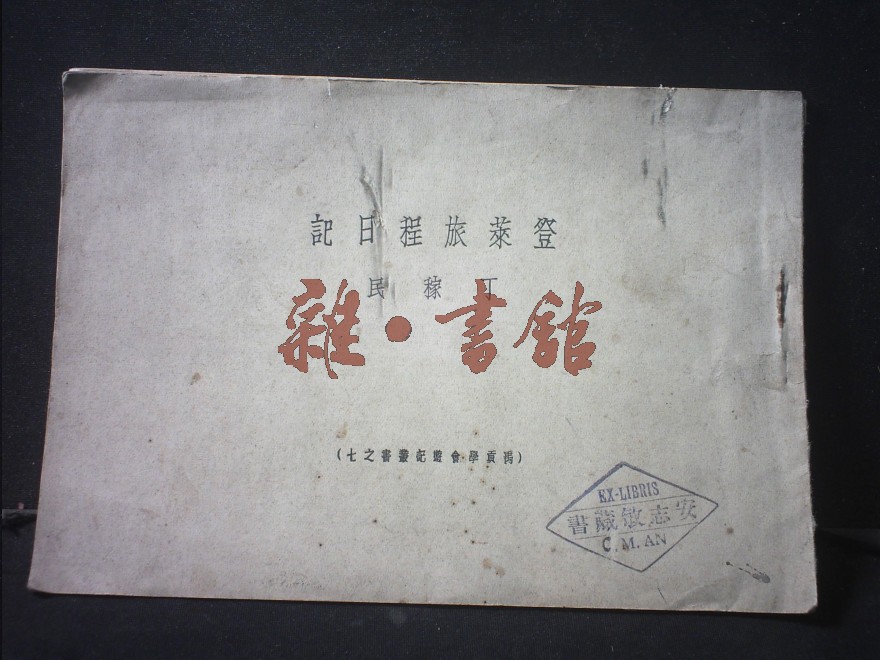 登萊旅程日記
丁稼民
雜·書館
(禹貢學會遊記叢書之七)
EX-LIBRIS
安志敏藏書
C. M. AN